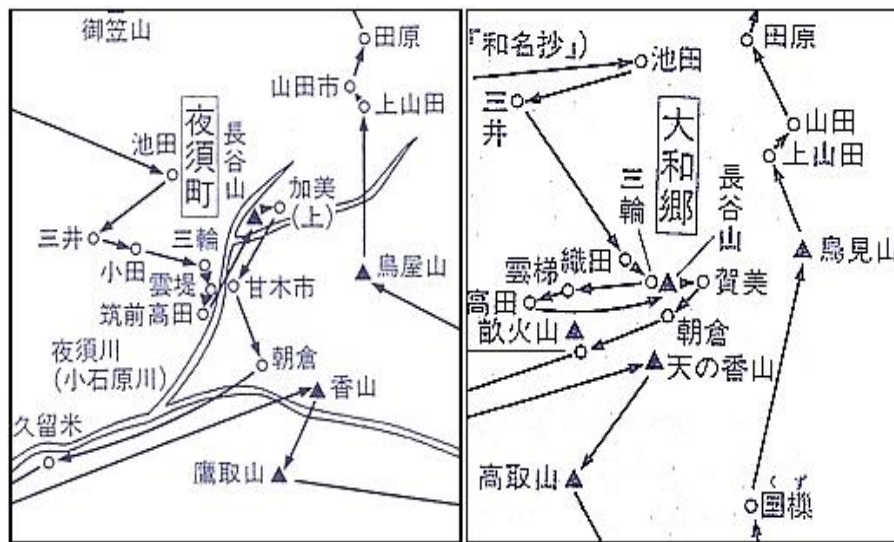 御笠山
田原
山田市
上山田
夜須町
長谷山
池田
加美
(上)
三井
小田
三輪
雲堤
筑前高田
甘木市
鳥屋山
夜須川
(小石原川)
朝倉
香山
久留米
鷹取山
『和名抄』)
池田
田原
三井
大和郷
山田
上山田
三輪
長谷山
鳥見山
雲梯
織田
賀美
高田
畝火山
朝倉
天の香山
高取山
くず
国樔